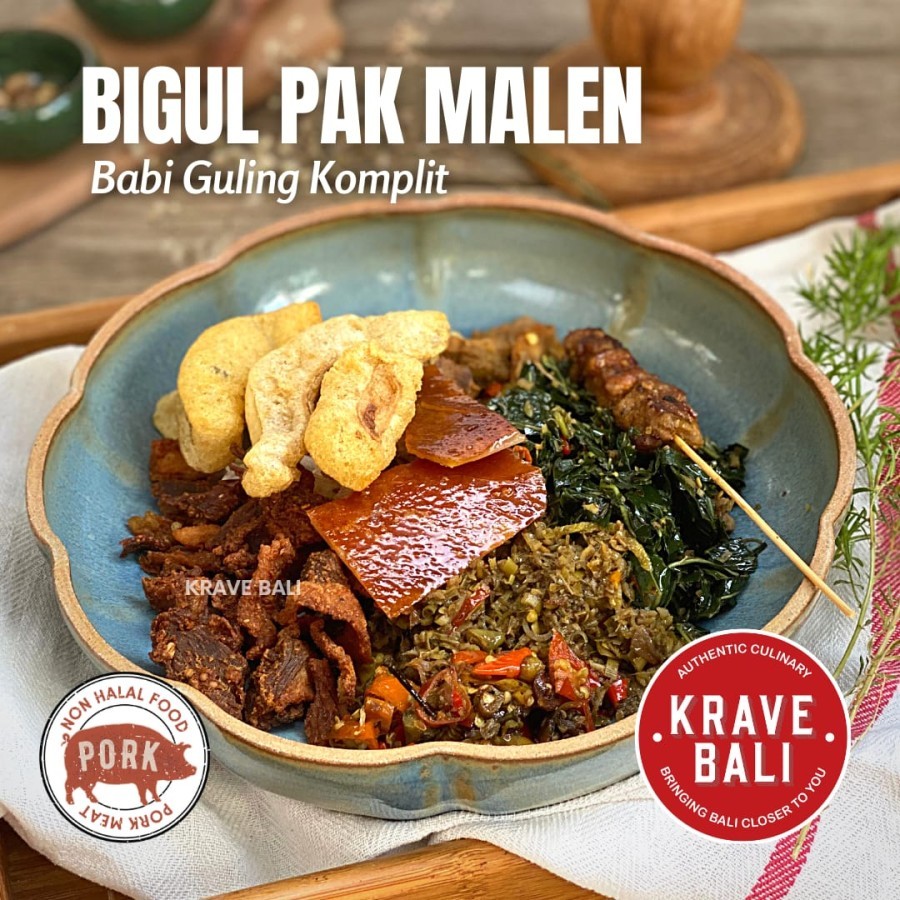 BIGUL PAK MALEN
Babi Guling Komplit
KRAVE BALI
NON HALAL FOOD
PORK
PORK MEAT
AUTHENTIC CULINARY
KRAVE
BALI
BRINGING BALI CLOSER TO YOU